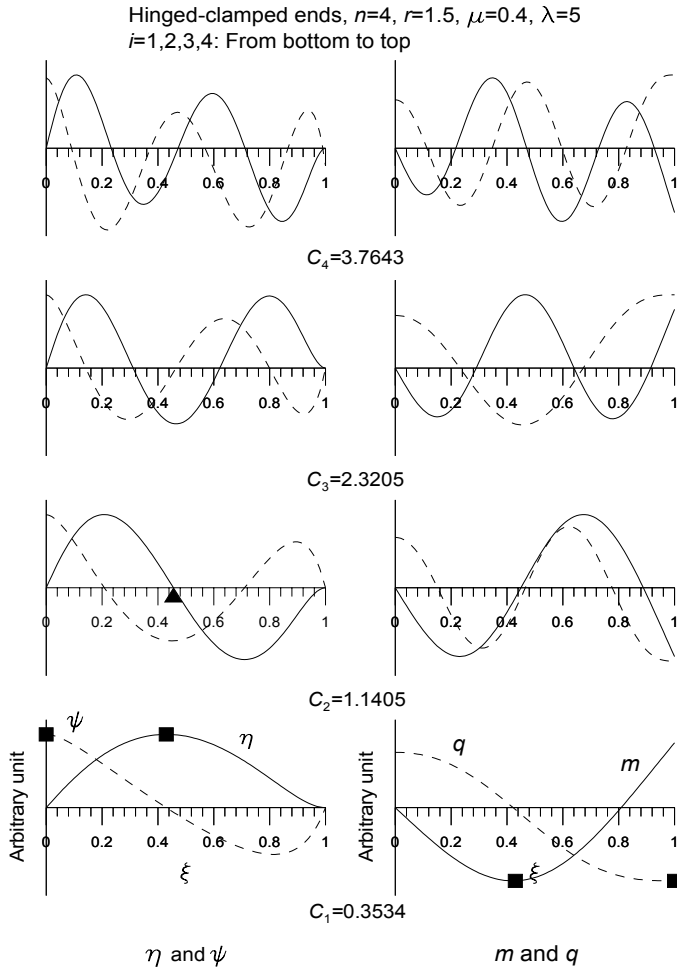 Hinged-clamped ends, n=4, r=1.5, μ=0.4, λ=5
i=1,2,3,4: From bottom to top
0 0.2 0.4 0.6 0.8 1 0 0.2 0.4 0.6 0.8 1
C4=3.7643
0 0.2 0.4 0.6 0.8 1 0 0.2 0.4 0.6 0.8 1
C3=2.3205
0 0.2 0.4 0.6 0.8 1 0 0.2 0.4 0.6 0.8 1
C2=1.1405
ψ η q m
Arbitrary unit Arbitrary unit
0 0.2 0.4 0.6 0.8 1 0 0.2 0.4 0.6 0.8 1
ξ ξ
C1=0.3534
η and ψ m and q